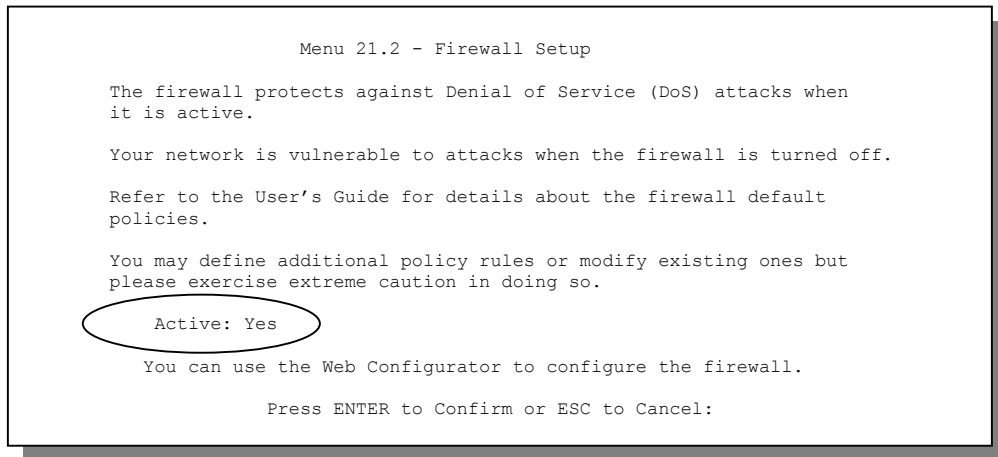 Menu 21.2 - Firewall Setup
The firewall protects against Denial of Service (DoS) attacks when
it is active.
Your network is vulnerable to attacks when the firewall is turned off.
Refer to the User’s Guide for details about the firewall default
policies.
You may define additional policy rules or modify existing ones but
please exercise extreme caution in doing so.
Active: Yes
You can use the Web Configurator to configure the firewall.
Press ENTER to Confirm or ESC to Cancel: